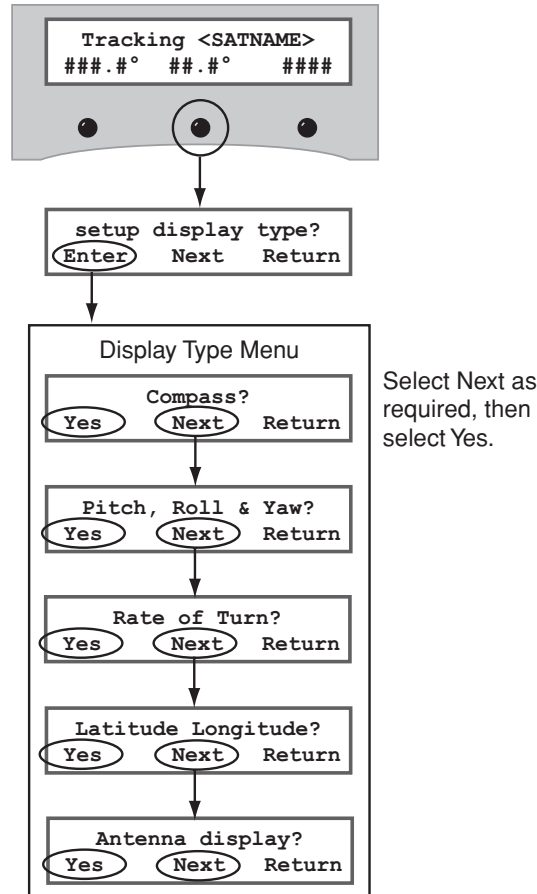 Tracking <SATNAME>
###.#° ##.#° ####
setup display type?
Enter Next Return
Display Type Menu
Compass?
Yes Next Return
Select Next as
required, then
select Yes.
Pitch, Roll & Yaw?
Yes Next Return
Rate of Turn?
Yes Next Return
Latitude Longitude?
Yes Next Return
Antenna display?
Yes Next Return